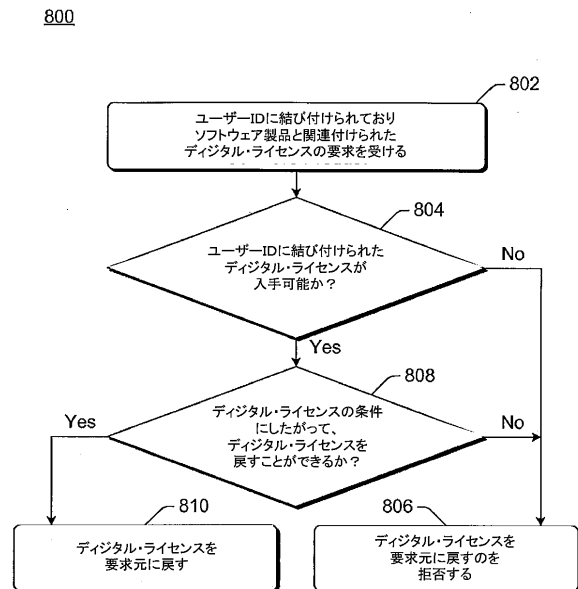 800
802
ユーザーIDに結び付けられており
ソフトウェア製品と関連付けられた
ディジタル・ライセンスの要求を受ける
804
ユーザーIDに結び付けられた
ディジタル・ライセンスが
入手可能か？
No
Yes
808
ディジタル・ライセンスの条件
にしたがって、
ディジタル・ライセンスを
戻すことができるか？
Yes
No
810
ディジタル・ライセンスを
要求元に戻す
806
ディジタル・ライセンスを
要求元に戻すのを
拒否する